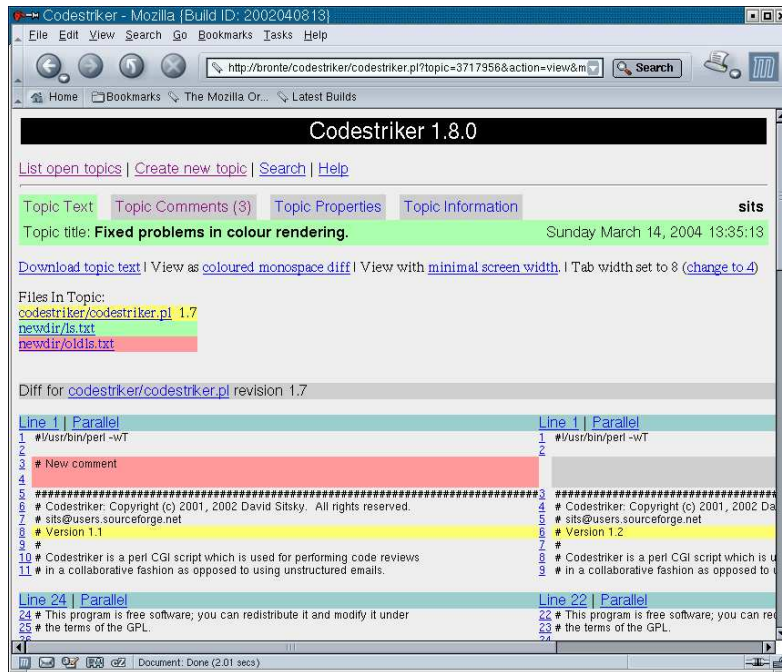 Codestriker - Mozilla {Build ID: 2002040813}
File Edit View Search Go Bookmarks Tasks Help
http://bronte/codestriker/codestriker.pl?topic=3717956&action=view&m Search
Home Bookmarks The Mozilla Or... Latest Builds
Codestriker 1.8.0
List open topics | Create new topic | Search | Help
Topic Text Topic Comments (3) Topic Properties Topic Information sits
Topic title: Fixed problems in colour rendering. Sunday March 14, 2004 13:35:13
Download topic text | View as coloured monospace diff | View with minimal screen width. | Tab width set to 8 (change to 4)
Files In Topic:
codestriker/codestriker.pl 1.7
newdir/ls.txt
newdir/oldls.txt
Diff for codestriker/codestriker.pl revision 1.7
Line 1 | Parallel Line 1 | Parallel
1 #!/usr/bin/perl -wT 1 #!/usr/bin/perl -wT
2 2
3 # New comment
4
5 ############################################################################### 3 ###################################
6 # Codestriker: Copyright (c) 2001, 2002 David Sitsky. All rights reserved. 4 # Codestriker: Copyright (c) 2001, 2002 Da
7 # sits@users.sourceforge.net 5 # sits@users.sourceforge.net
8 # Version 1.1 6 # Version 1.2
9 # 7 #
10 # Codestriker is a perl CGI script which is used for performing code reviews 8 # Codestriker is a perl CGI script which is u
11 # in a collaborative fashion as opposed to using unstructured emails. 9 # in a collaborative fashion as opposed to u
Line 24 | Parallel Line 22 | Parallel
24 # This program is free software; you can redistribute it and modify it under 22 # This program is free software; you can red
25 # the terms of the GPL. 23 # the terms of the GPL.
Document: Done (2.01 secs)